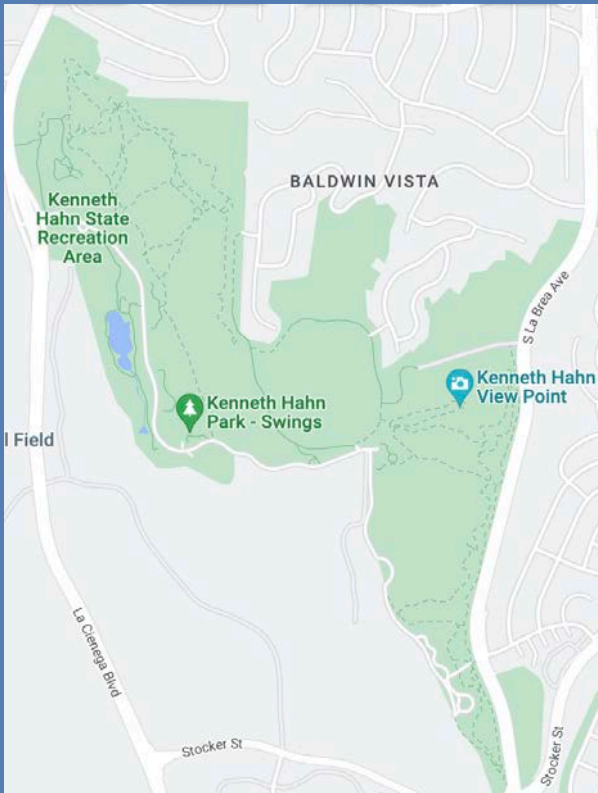 BALDWIN VISTA
Kenneth
Hahn State
Recreation
Area
S La Brea Ave
Kenneth Hahn
View Point
Kenneth Hahn
Park - Swings
l Field
La Cienega Blvd
Stocker St
Stocker St